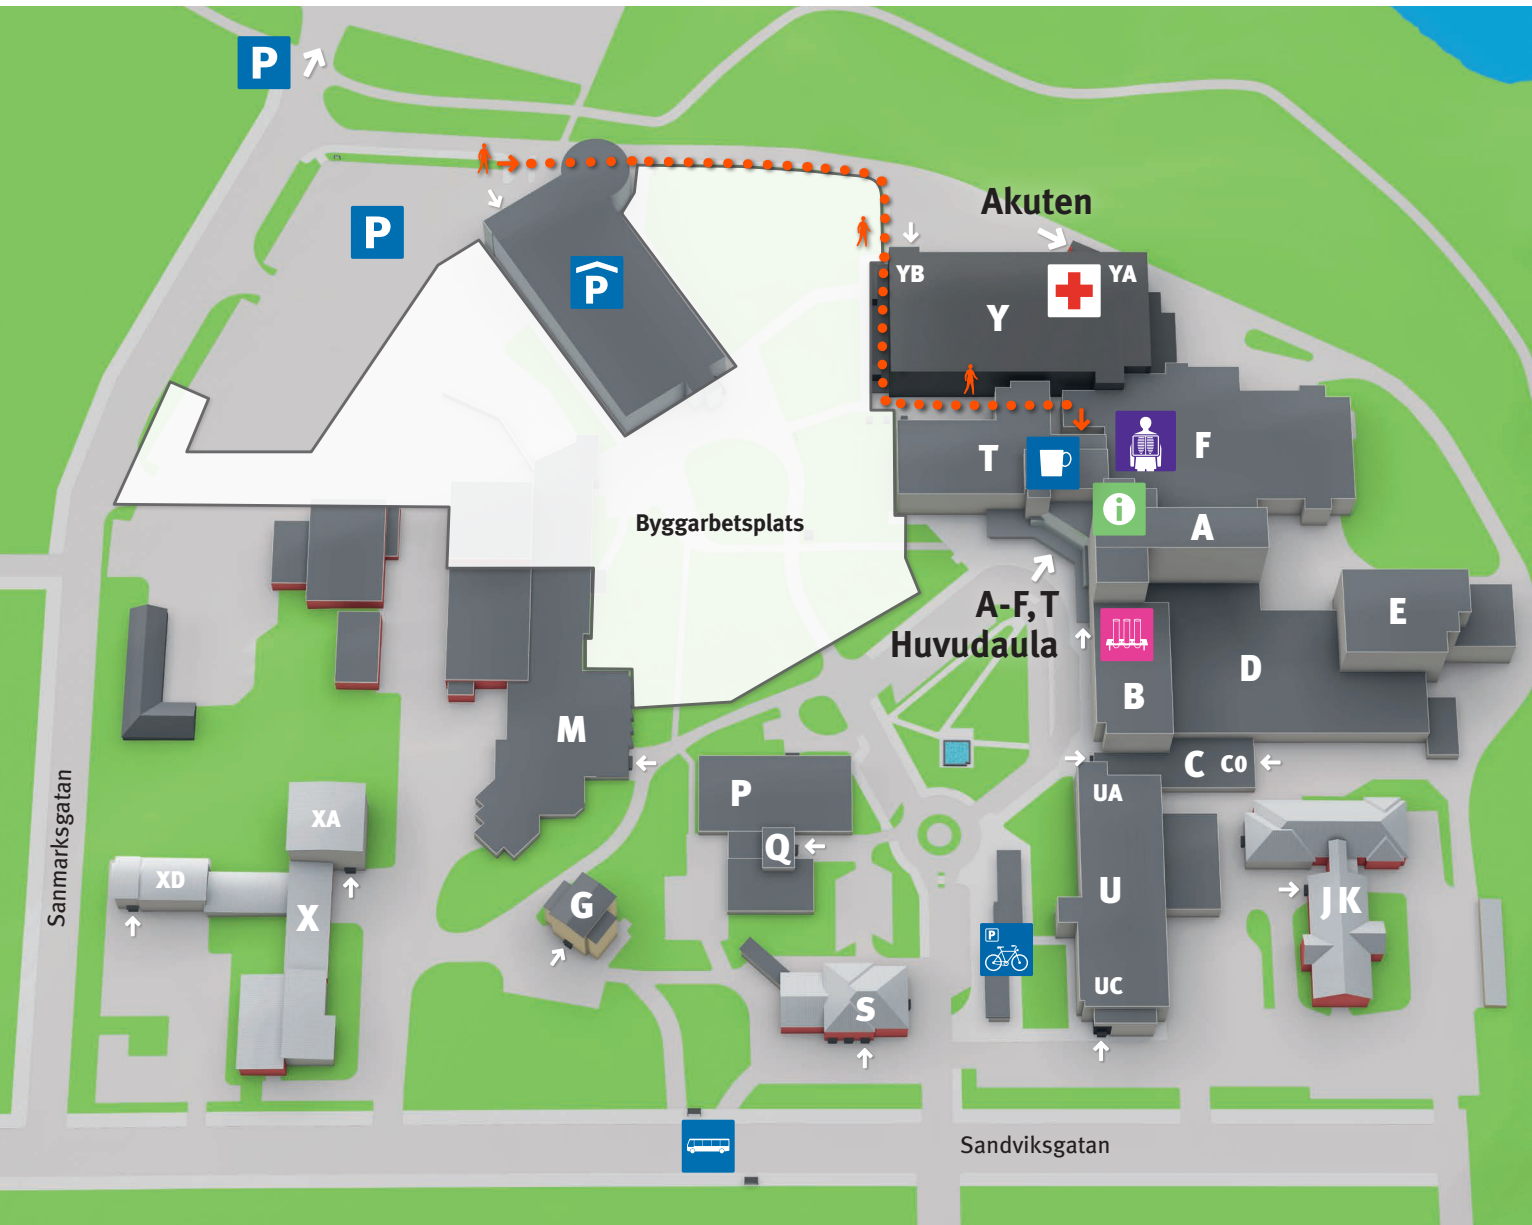 P
P
P
Akuten
YB
YA
Y
T
F
i
A
Byggarbetsplats
A-F, T
Huvudaula
E
D
B
M
C
CO
P
UA
Q
XA
XD
X
G
U
JK
P
UC
S
Sanmarksgatan
Sandviksgatan